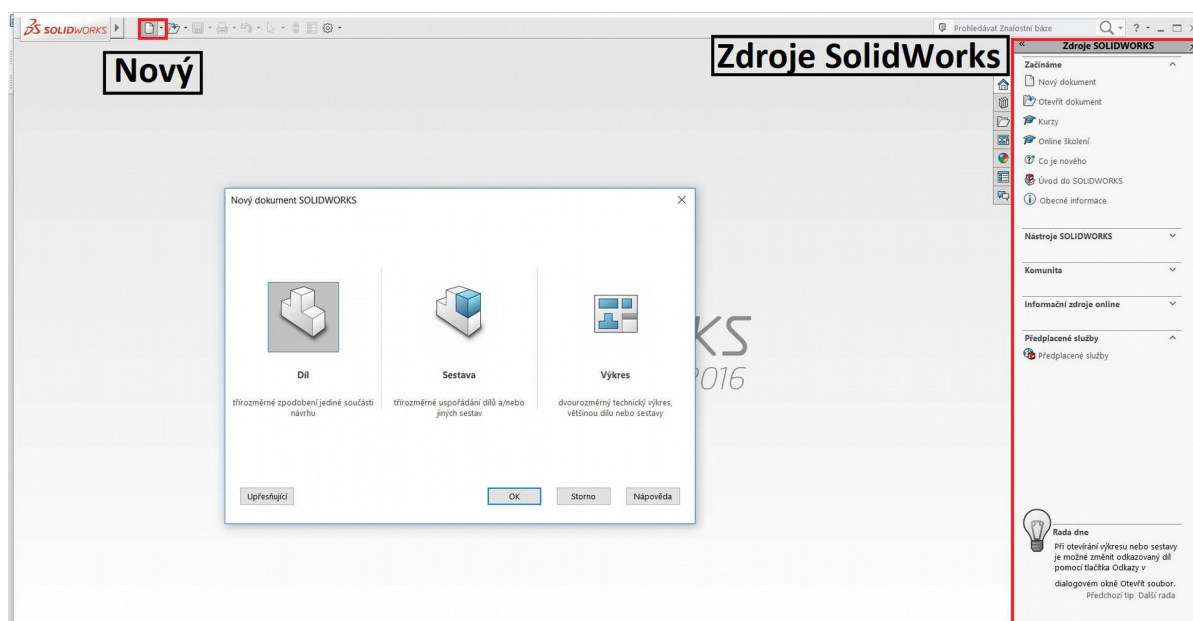 SOLIDWORKS
Prohledávat Znalostní báze
Nový
Zdroje SolidWorks
Zdroje SOLIDWORKS
Začínáme
Nový dokument
Otevřít dokument
Kurzy
Online školení
Co je nového
Úvod do SOLIDWORKS
Obecné informace
Nástroje SOLIDWORKS
Komunita
Informační zdroje online
Předplacené služby
Předplacené služby
Nový dokument SOLIDWORKS
Díl
třírozměrné zpodobení jediné součásti
návrhu
Sestava
třírozměrné uspořádání dílů a/nebo
jiných sestav
Výkres
dvourozměrný technický výkres,
většinou dílu nebo sestavy
Upřesňující
OK
Storno
Nápověda
KS
2016
Rada dne
Při otevírání výkresu nebo sestavy
je možné změnit odkazovaný díl
pomocí tlačítka Odkazy v
dialogovém okně Otevřít soubor.
Předchozí tip Další rada